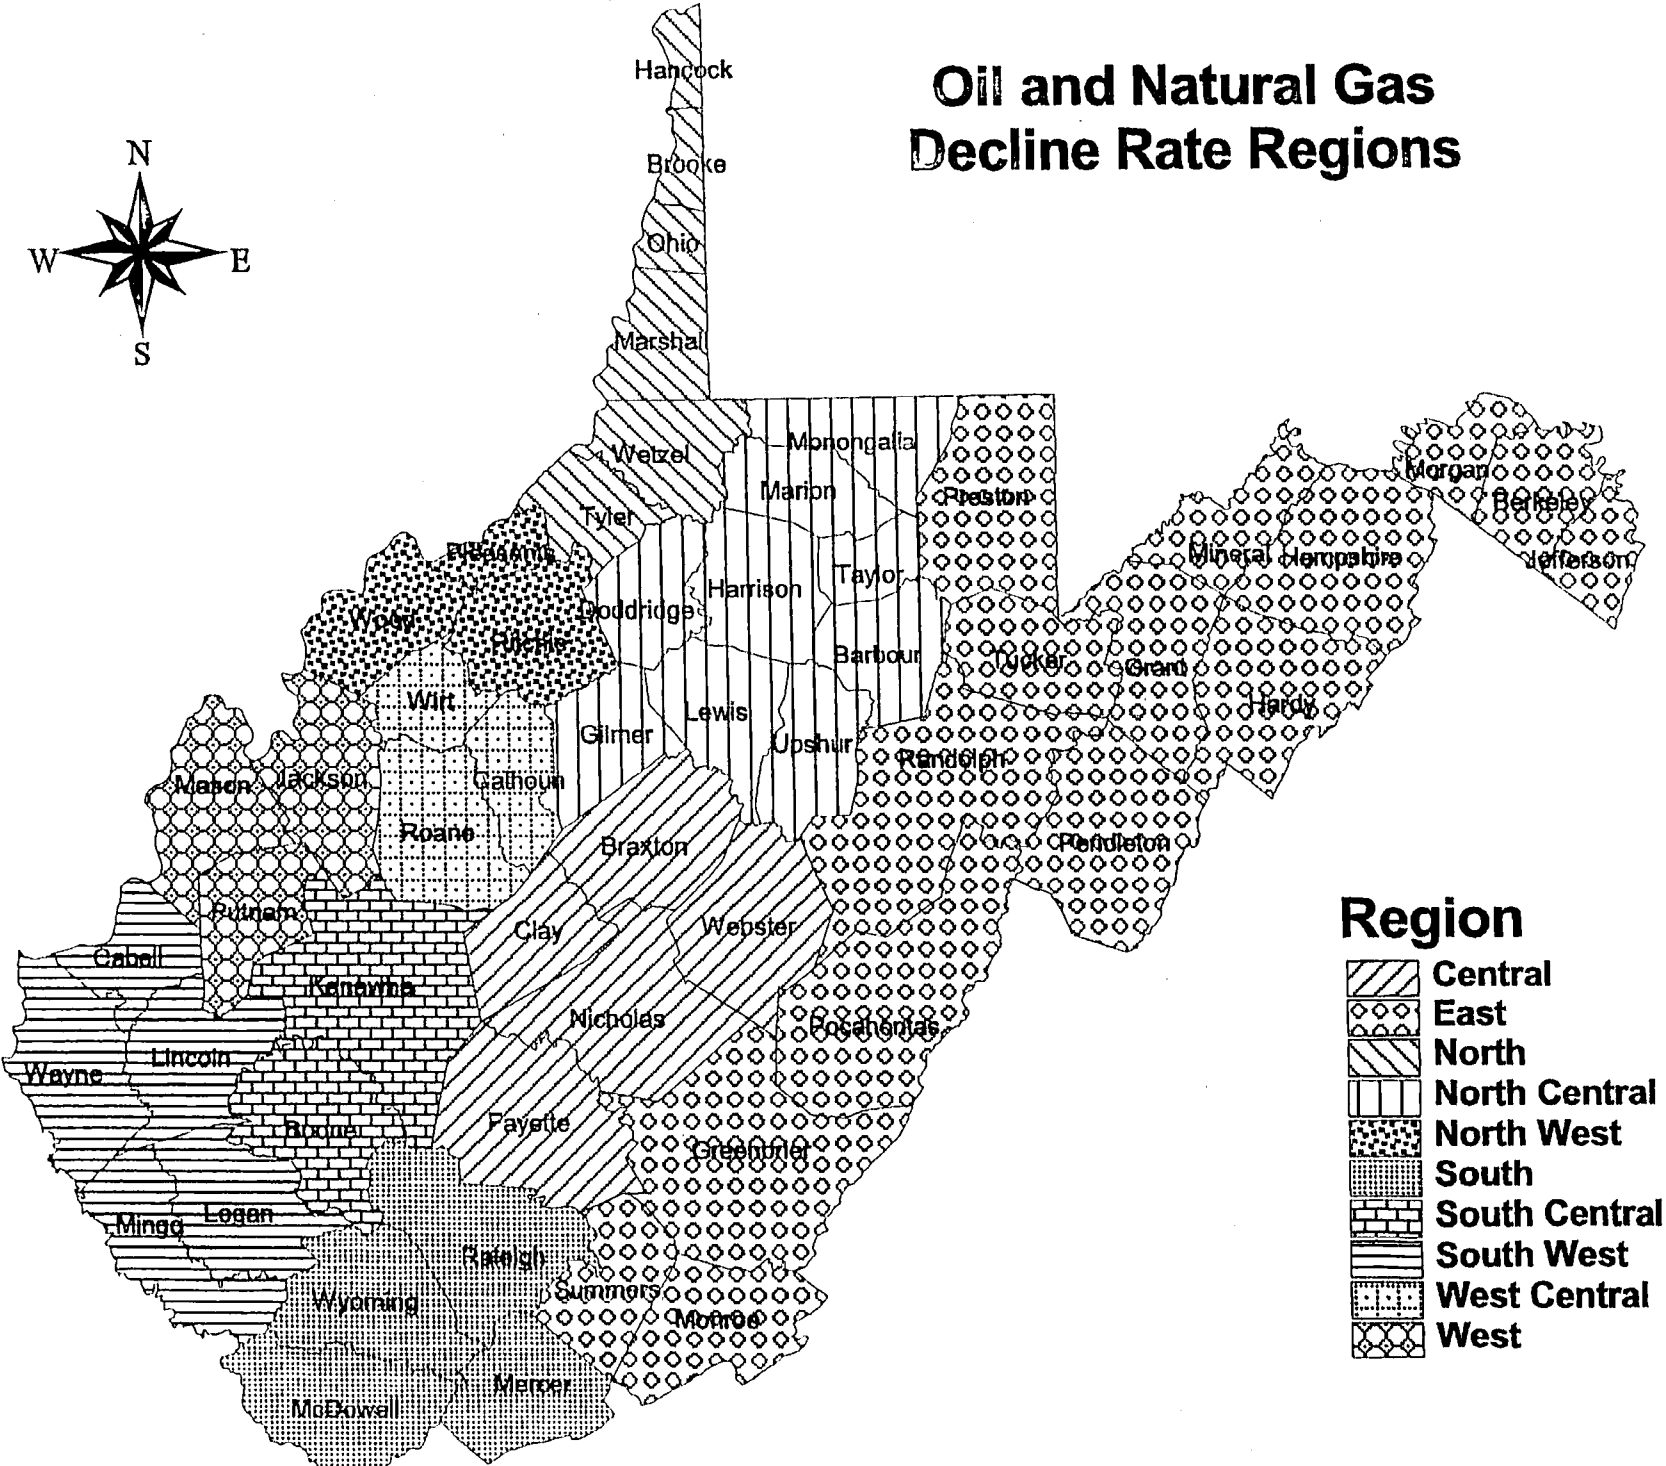 Oil and Natural Gas
Decline Rate Regions
N
W
E
S
Hancock
Brooke
Ohio
Marshall
Wetzel
Monongalia
Marion
Preston
Morgan
Berkeley
Jefferson
Tyler
Pleasants
Mineral
Hampshire
Harrison
Taylor
Doddridge
Wood
Ritchie
Barbour
Tucker
Grant
Hardy
Wirt
Lewis
Gilmer
Upshur
Randolph
Mason
Jackson
Calhoun
Roane
Braxton
Pendleton
Putnam
Clay
Webster
Cabell
Kanawha
Nicholas
Pocahontas
Lincoln
Wayne
Boone
Fayette
Greenbrier
Mingo
Logan
Raleigh
Summers
Wyoming
Monroe
Mercer
McDowell
Region
Central
East
North
North Central
North West
South
South Central
South West
West Central
West